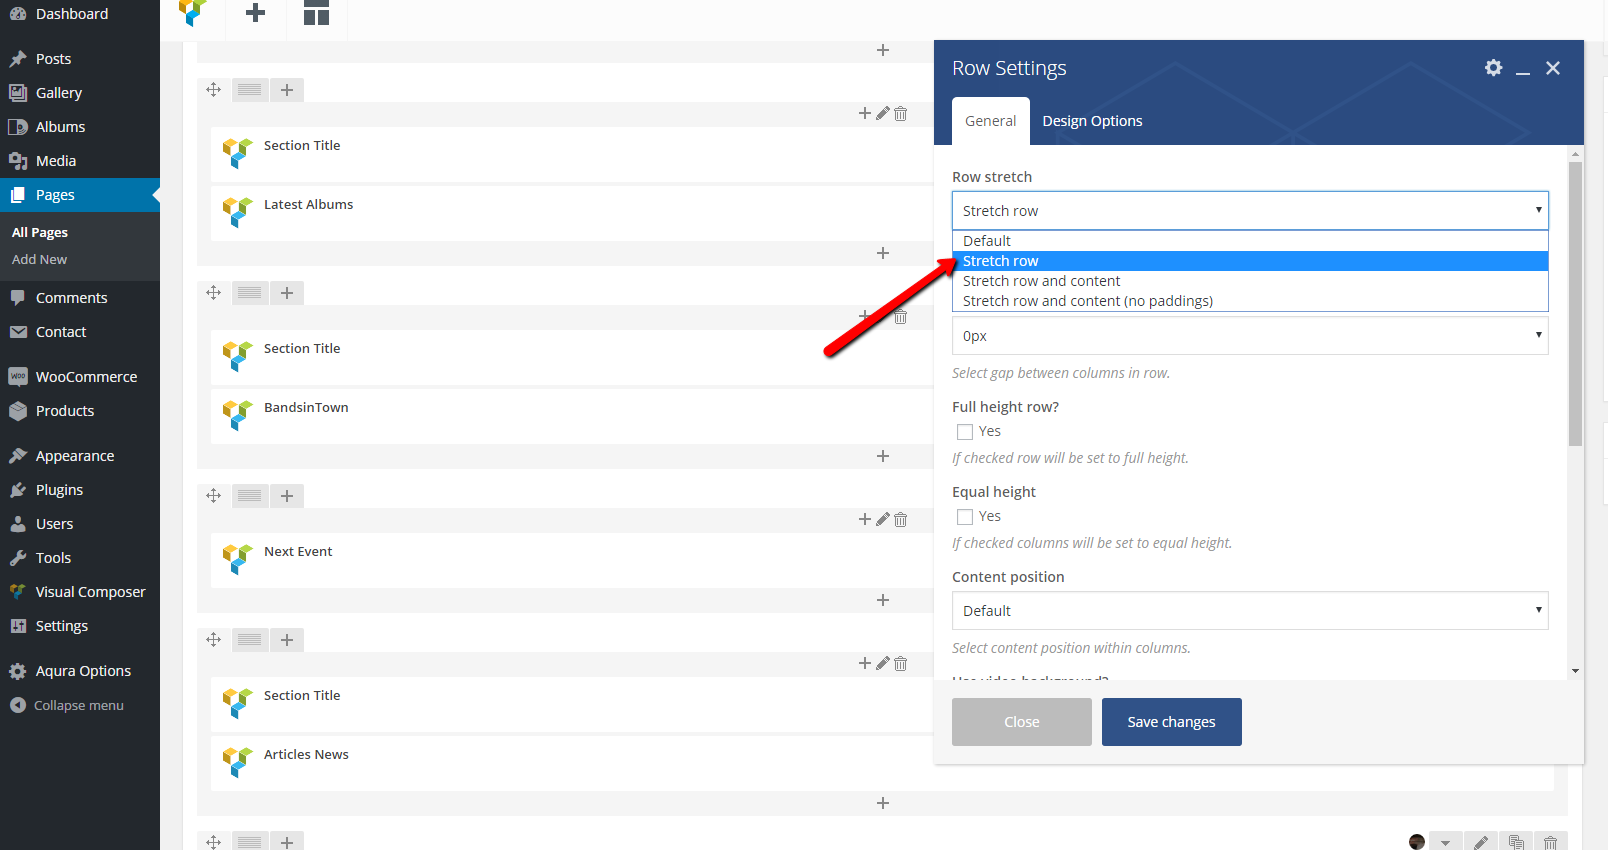 Dashboard
Posts
Gallery
Albums
Media
Pages
All Pages
Add New
Comments
Contact
WOO
WooCommerce
Products
Appearance
Plugins
Users
Tools
Visual Composer
Settings
Aqura Options
Collapse menu
Section Title
Latest Albums
Section Title
BandsinTown
Next Event
Section Title
Articles News
Row Settings
General
Design Options
Row stretch
Stretch row
Default
Stretch row
Stretch row and content
Stretch row and content (no paddings)
0px
Select gap between columns in row.
Full height row?
Yes
If checked row will be set to full height.
Equal height
Yes
If checked columns will be set to equal height.
Content position
Default
Select content position within columns.
Use video background?
Close
Save changes